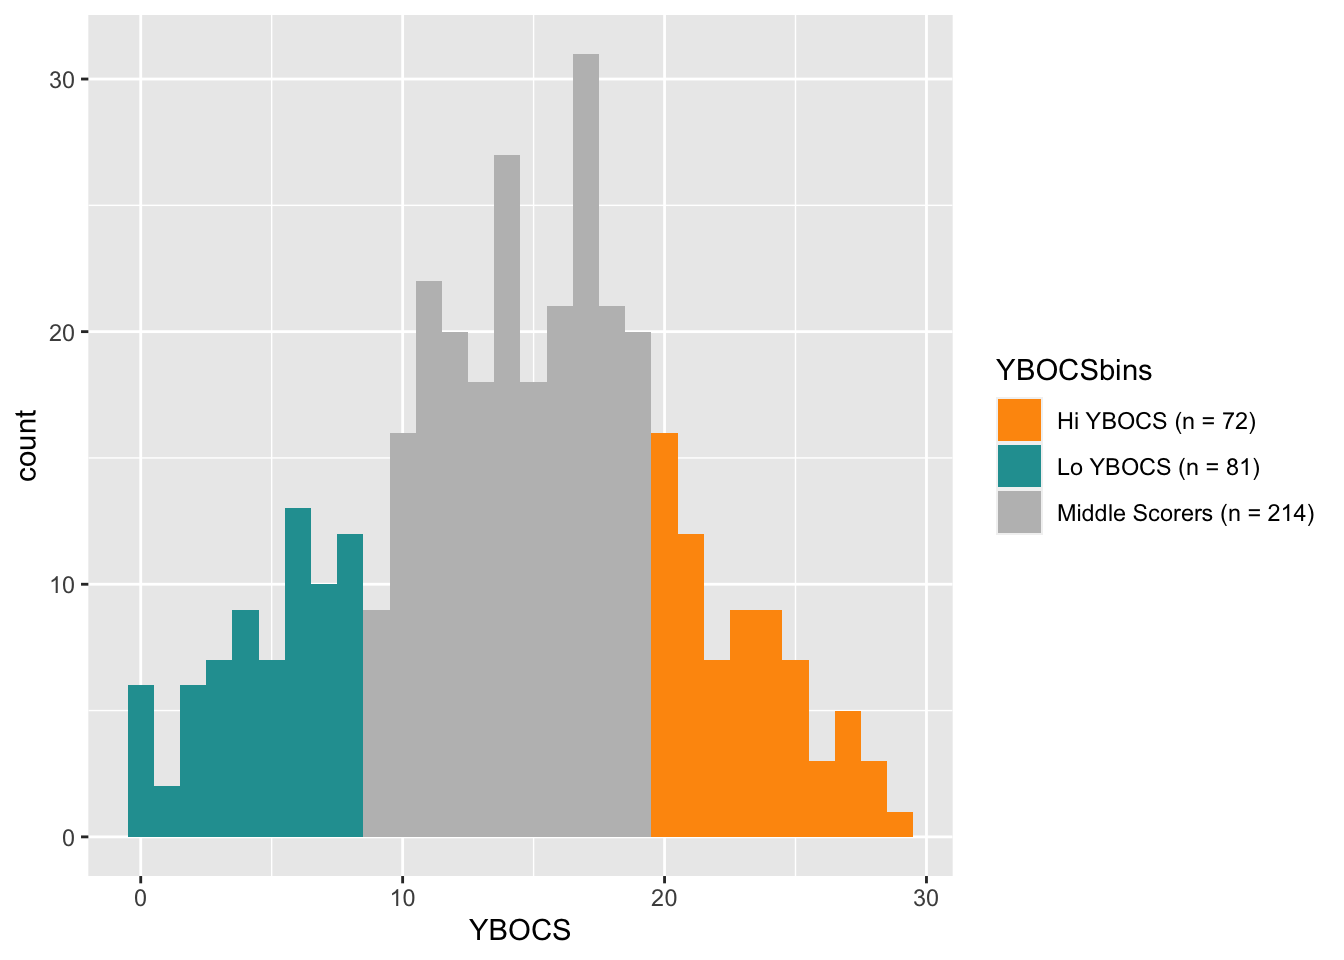 30
20
10
0
count
0 10 20 30
YBOCS
YBOCSbins
Hi YBOCS (n = 72)
Lo YBOCS (n = 81)
Middle Scorers (n = 214)